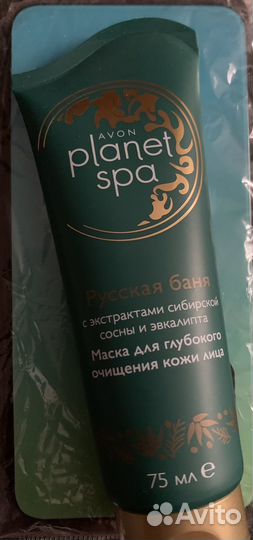 AVON
planet
spa
Русская баня
с экстрактами сибирской
сосны и эвкалипта
Маска для глубокого
очищения кожи лица
75 мл e
Avito